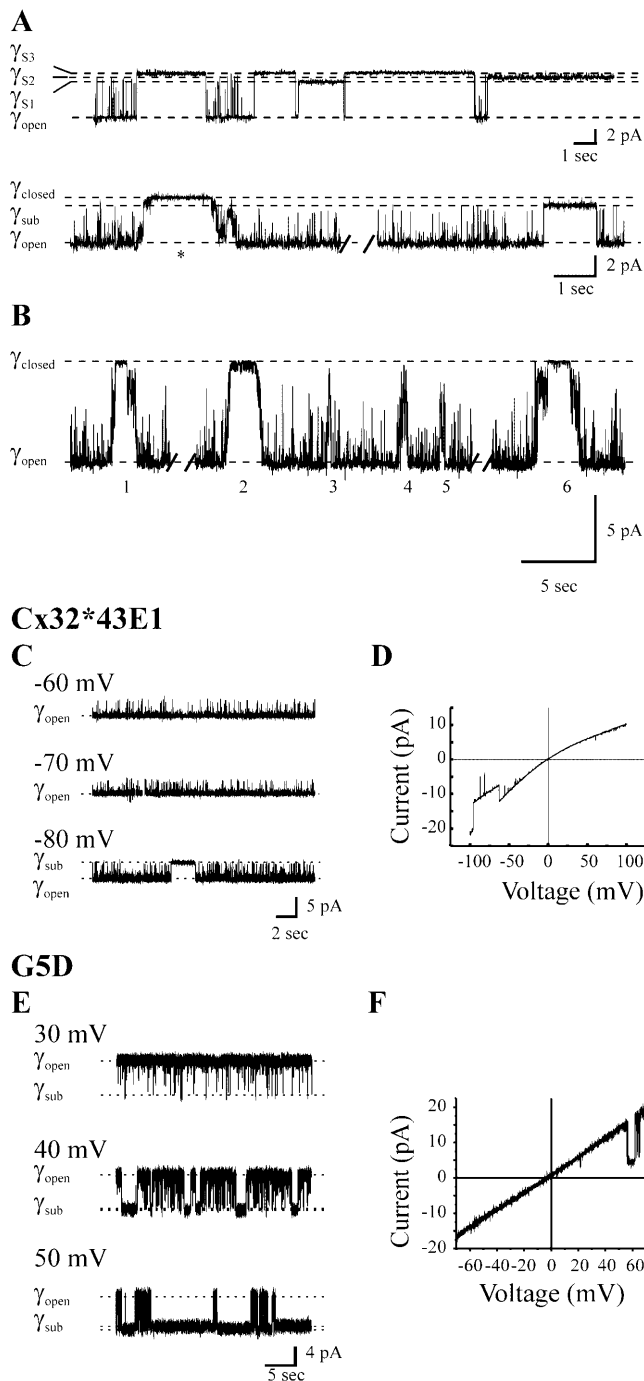 A
γS3
γS2
γS1
γopen
2 pA
1 sec
γclosed
γsub
γopen
*
2 pA
1 sec
B
γclosed
γopen
1 2 3 4 5 6
5 pA
5 sec
Cx32*43E1
C
-60 mV
γopen
-70 mV
γopen
-80 mV
γsub
γopen
5 pA
2 sec
D
Current (pA)
10
0
-10
-20
-100 -50 0 50 100
Voltage (mV)
G5D
E
30 mV
γopen
γsub
40 mV
γopen
γsub
50 mV
γopen
γsub
4 pA
5 sec
F
Current (pA)
20
10
0
-10
-20
-60 -40 -20 0 20 40 60
Voltage (mV)